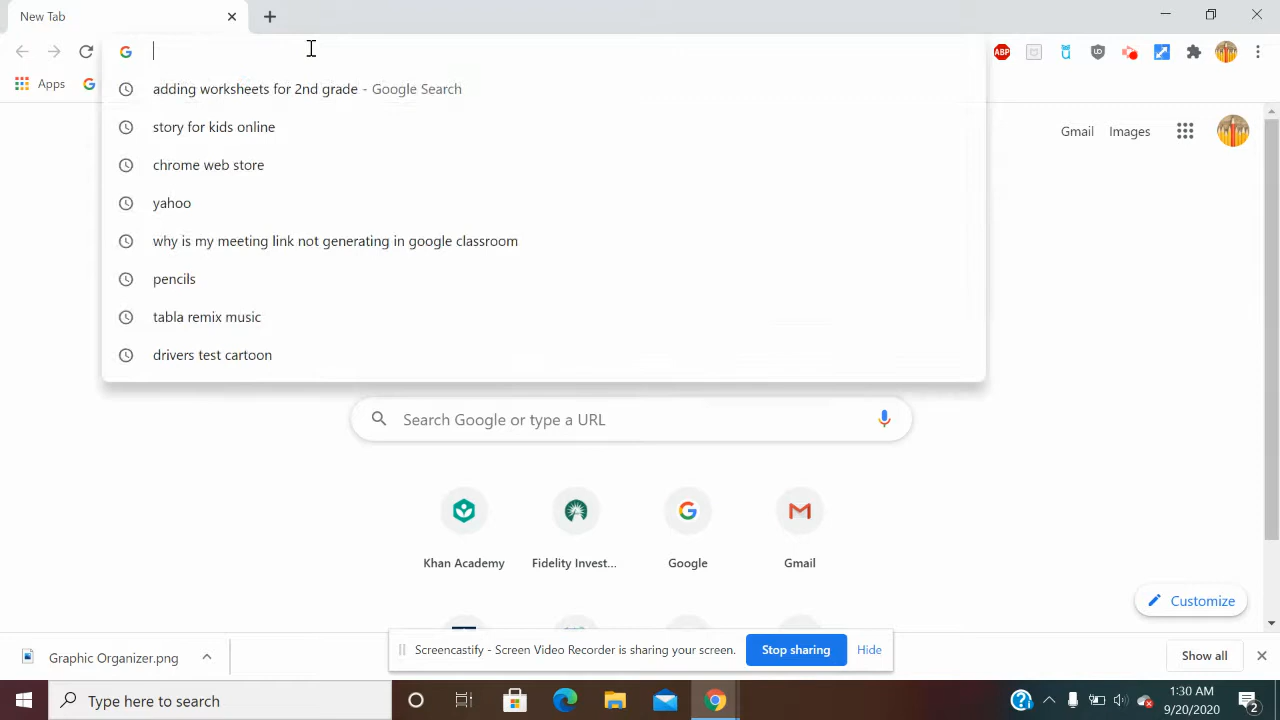 New Tab
adding worksheets for 2nd grade - Google Search
story for kids online
chrome web store
yahoo
why is my meeting link not generating in google classroom
pencils
tabla remix music
drivers test cartoon
ABP
Apps
Gmail
Images
Search Google or type a URL
Khan Academy
Fidelity Invest...
Google
Gmail
Customize
Screencastify - Screen Video Recorder is sharing your screen.
Stop sharing
Hide
Graphic Organizer.png
Show all
Type here to search
1:30 AM
9/20/2020
2